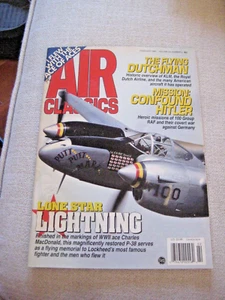 AIR
CLASSICS
THE FLYING
DUTCHMAN
Historic overview of KLM, the Royal
Dutch Airline, and the many American
aircraft it has operated
MISSION:
CONFOUND
HITLER
Heroic missions of 100 Group
RAF and their covert war
against Germany
PUTT PUTT
MARU
100
LONE STAR
LIGHTNING
Finished in the markings of WWII ace Charles
MacDonald, this magnificently restored P-38 serves
as a flying memorial to Lockheed's most famous
fighter and the men who flew it